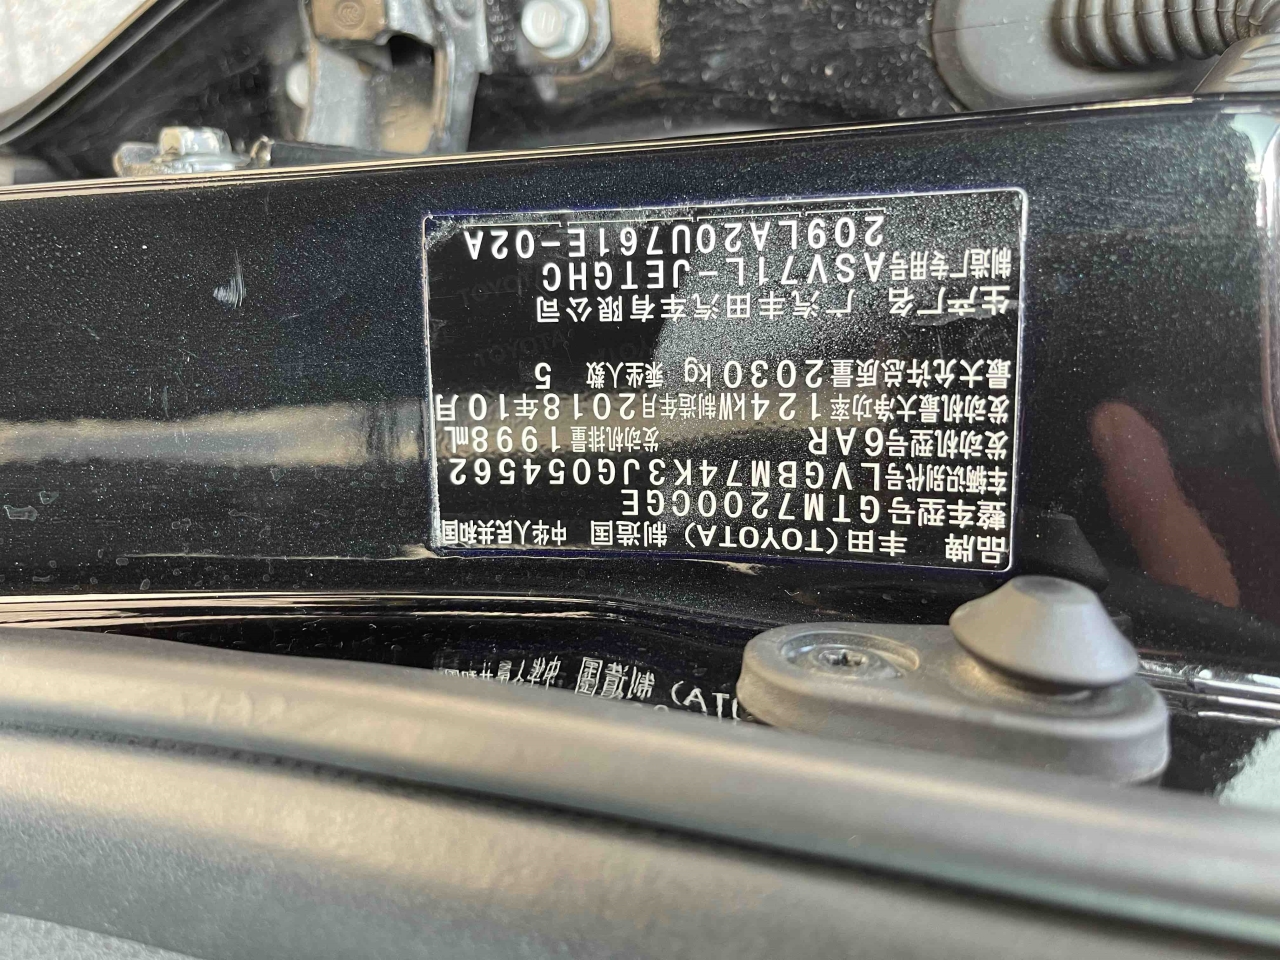 品牌 丰田(TOYOTA) 制造国 中华人民共和国
整车型号GTM7200CGE
车辆识别代号LVGBM74K3JG054562
发动机型号6AR 发动机排量1998mL
发动机最大净功率124kW制造年月2018年10月
最大允许总质量2030kg 乘坐人数 5
生产厂名 广汽丰田汽车有限公司
制造厂专用号ASV71L-JETGHC
209LA20U761E-02A